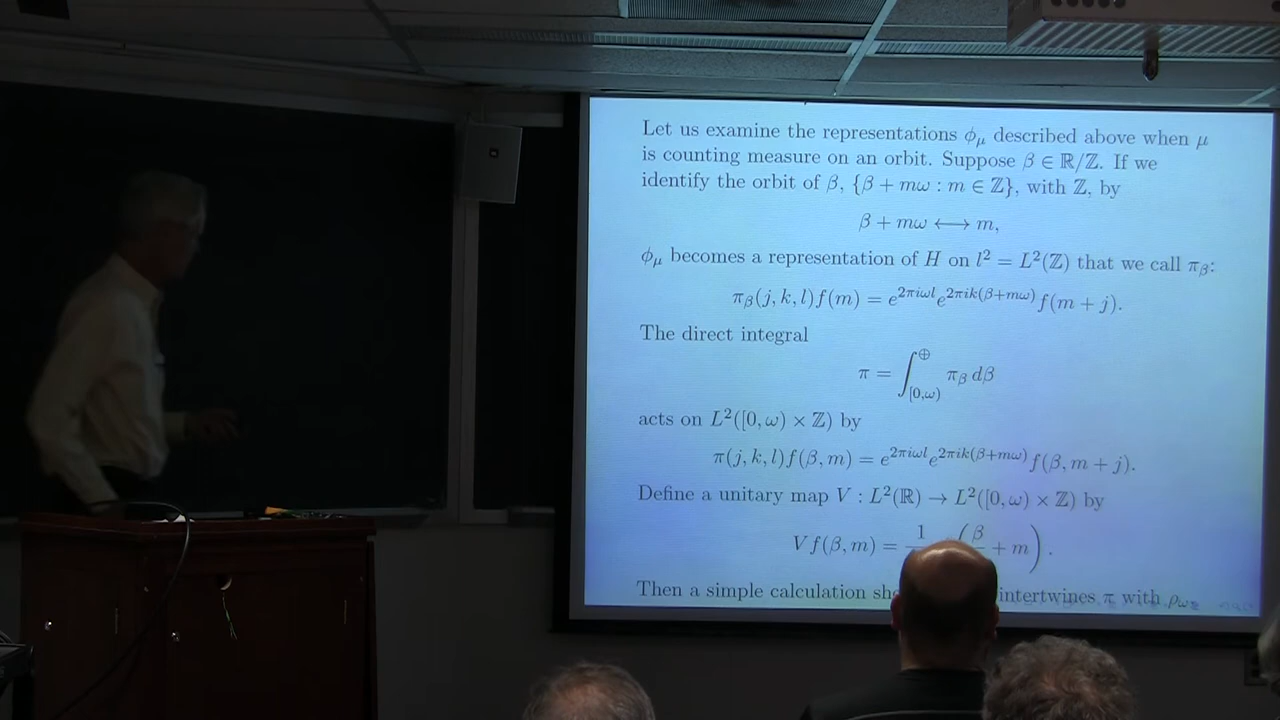 Let us examine the representations ϕ_μ described above when μ
is counting measure on an orbit. Suppose β ∈ ℝ/ℤ. If we
identify the orbit of β, {β + mω : m ∈ ℤ}, with ℤ, by
β + mω ⟷ m,
ϕ_μ becomes a representation of H on l² = L²(ℤ) that we call π_β:
π_β(j, k, l)f(m) = e^{2πiωl}e^{2πik(β+mω)}f(m + j).
The direct integral
π = ∫^⊕_{[0,ω)} π_β dβ
acts on L²([0, ω) × ℤ) by
π(j, k, l)f(β, m) = e^{2πiωl}e^{2πik(β+mω)}f(β, m + j).
Define a unitary map V : L²(ℝ) → L²([0, ω) × ℤ) by
V f(β, m) = 1 (β + m).
Then a simple calculation intertwines π with